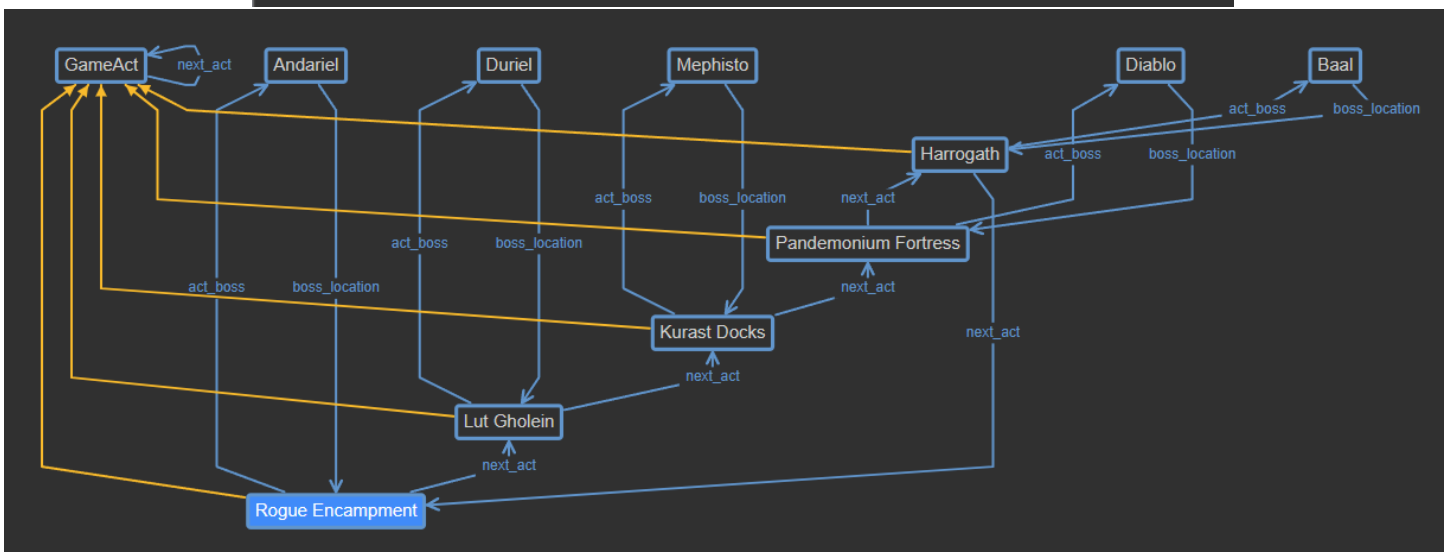 GameAct
next_act
Andariel
Duriel
Mephisto
Diablo
Baal
act_boss
boss_location
Harrogath
act_boss
boss_location
act_boss
boss_location
next_act
Pandemonium Fortress
act_boss
boss_location
act_boss
boss_location
next_act
Kurast Docks
next_act
next_act
Lut Gholein
next_act
Rogue Encampment